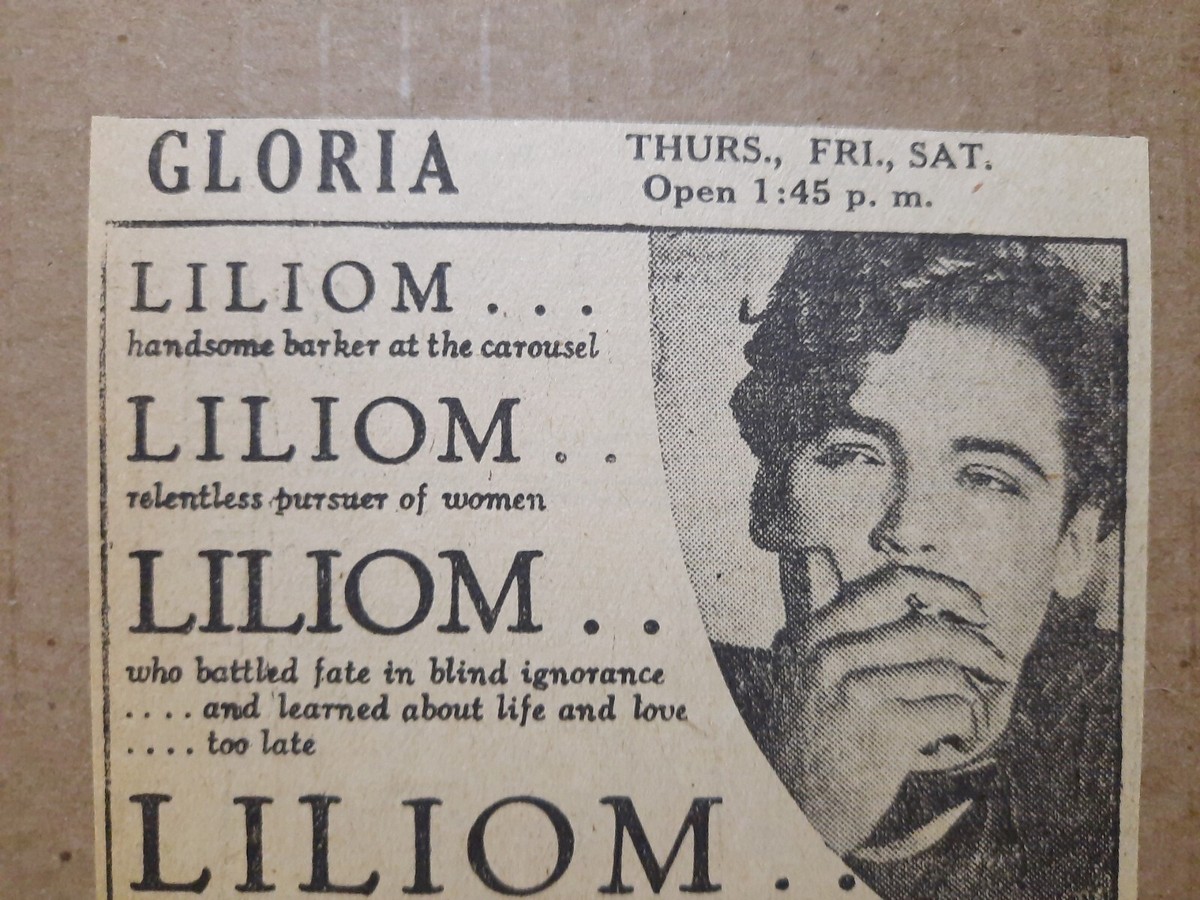 GLORIA
THURS., FRI., SAT.
Open 1:45 p. m.
LILIOM . . .
handsome barker at the carousel
LILIOM . .
relentless pursuer of women
LILIOM . .
who battled fate in blind ignorance
. . . . and learned about life and love
. . . . too late
LILIOM . .